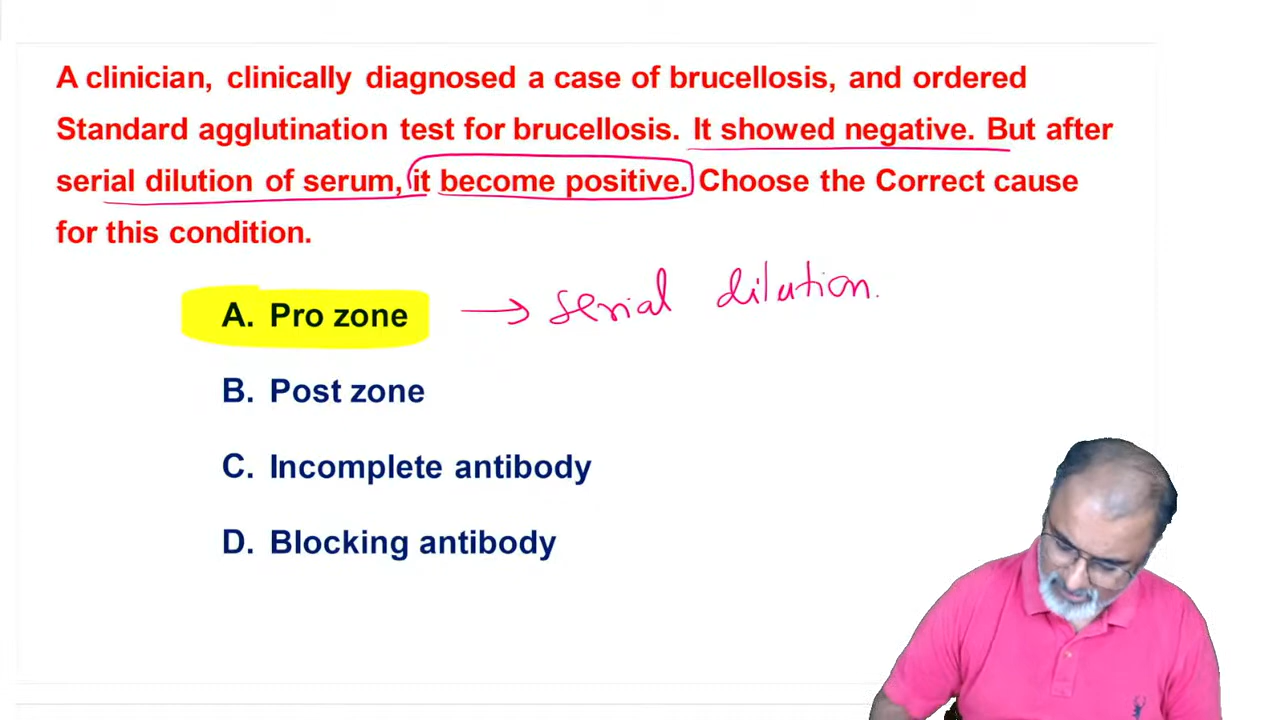 A clinician, clinically diagnosed a case of brucellosis, and ordered
Standard agglutination test for brucellosis. It showed negative. But after
serial dilution of serum, it become positive. Choose the Correct cause
for this condition.
A. Pro zone → serial dilution.
B. Post zone
C. Incomplete antibody
D. Blocking antibody